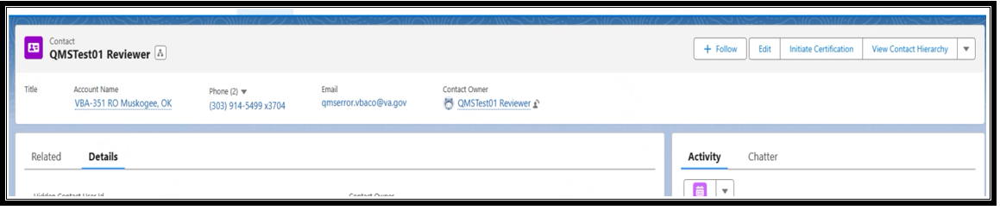 Contact
QMSTest01 Reviewer
+ Follow
Edit
Initiate Certification
View Contact Hierarchy
Title
Account Name
Phone (2)
Email
Contact Owner
VBA-351 RO Muskogee, OK
(303) 914-5499 x3704
qmserror.vbaco@va.gov
QMSTest01 Reviewer
Related
Details
Activity
Chatter
Hidden Contact User Id
Contact Owner